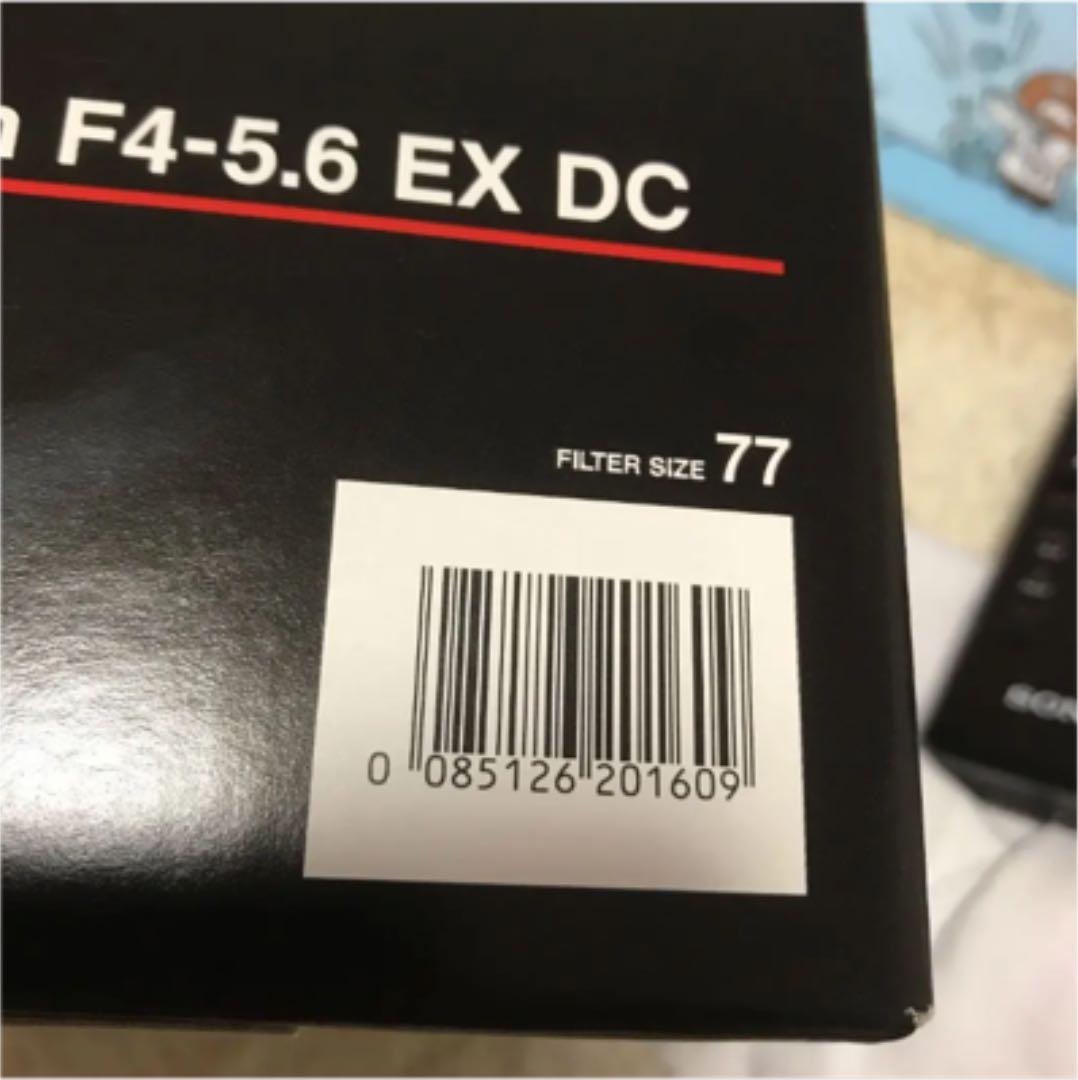 F4-5.6 EX DC
FILTER SIZE 77
0 085126 201609